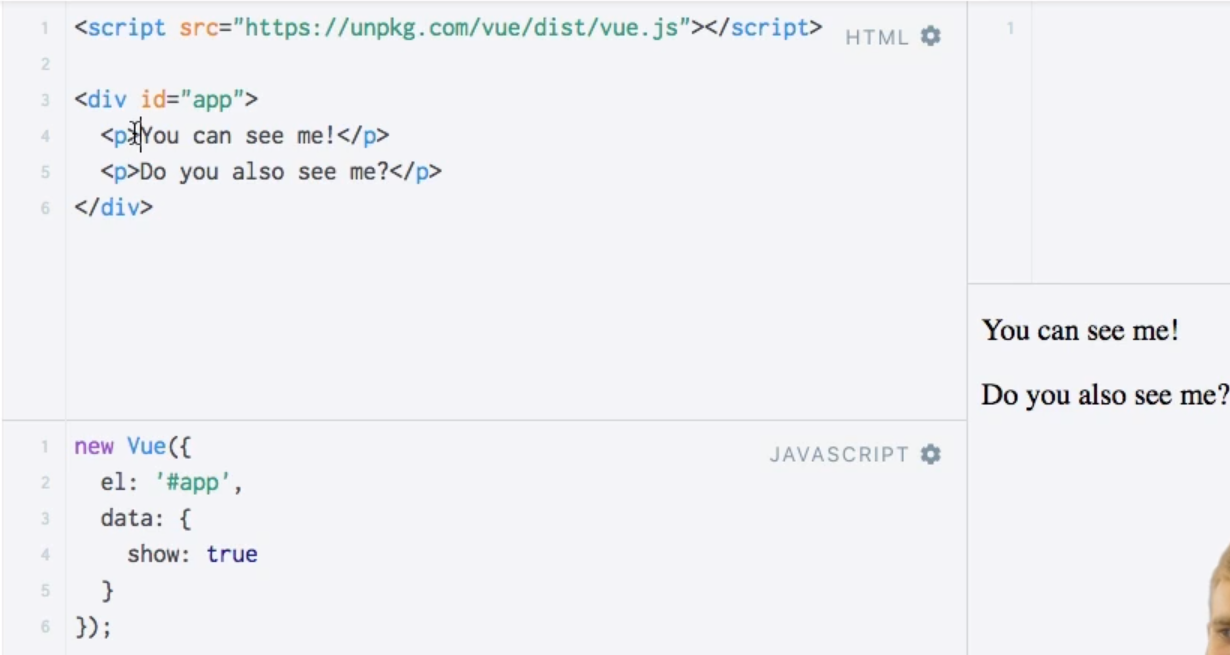 1 <script src="https://unpkg.com/vue/dist/vue.js"></script>
HTML
2
3 <div id="app">
4 <p>You can see me!</p>
5 <p>Do you also see me?</p>
6 </div>
1 new Vue({
JAVASCRIPT
2 el: '#app',
3 data: {
4 show: true
5 }
6 });
1
You can see me!
Do you also see me?